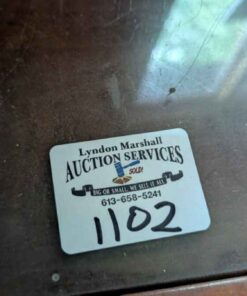 Lyndon Marshall
AUCTION SERVICES
SOLD!
BIG OR SMALL, WE SELL IT ALL
613-658-5241
1102